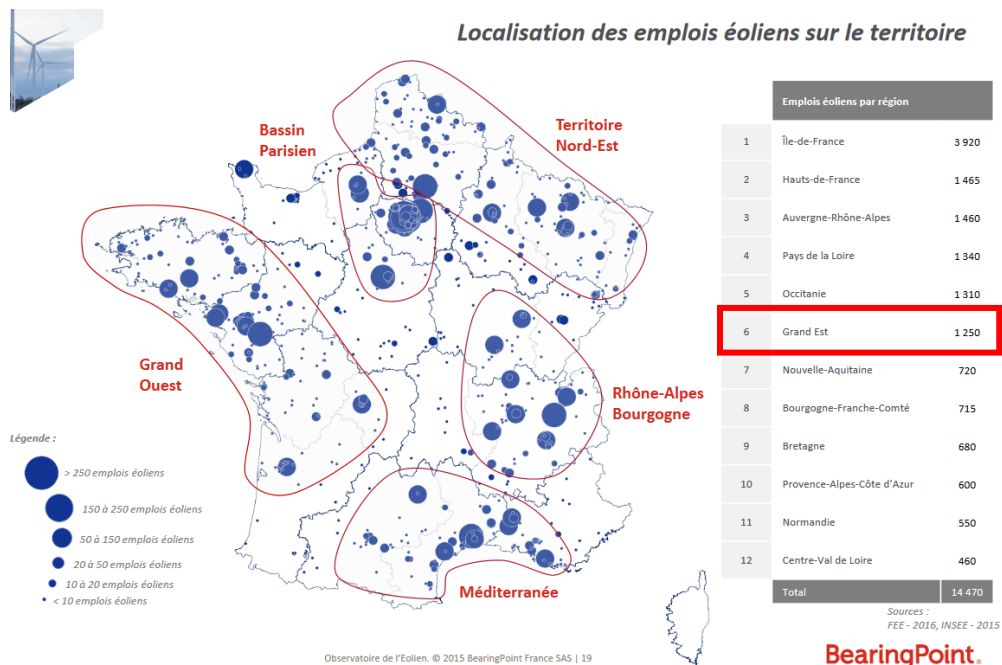 Localisation des emplois éoliens sur le territoire
Bassin
Parisien
Territoire
Nord-Est
Grand
Ouest
Rhône-Alpes
Bourgogne
Méditerranée
Légende :
> 250 emplois éoliens
150 à 250 emplois éoliens
50 à 150 emplois éoliens
20 à 50 emplois éoliens
10 à 20 emplois éoliens
< 10 emplois éoliens
Emplois éoliens par région
1 Île-de-France 3 920
2 Hauts-de-France 1 465
3 Auvergne-Rhône-Alpes 1 460
4 Pays de la Loire 1 340
5 Occitanie 1 310
6 Grand Est 1 250
7 Nouvelle-Aquitaine 720
8 Bourgogne-Franche-Comté 715
9 Bretagne 680
10 Provence-Alpes-Côte d'Azur 600
11 Normandie 550
12 Centre-Val de Loire 460
Total 14 470
Sources :
FEE - 2016, INSEE - 2015
Observatoire de l'Eolien. © 2015 BearingPoint France SAS | 19
BearingPoint.